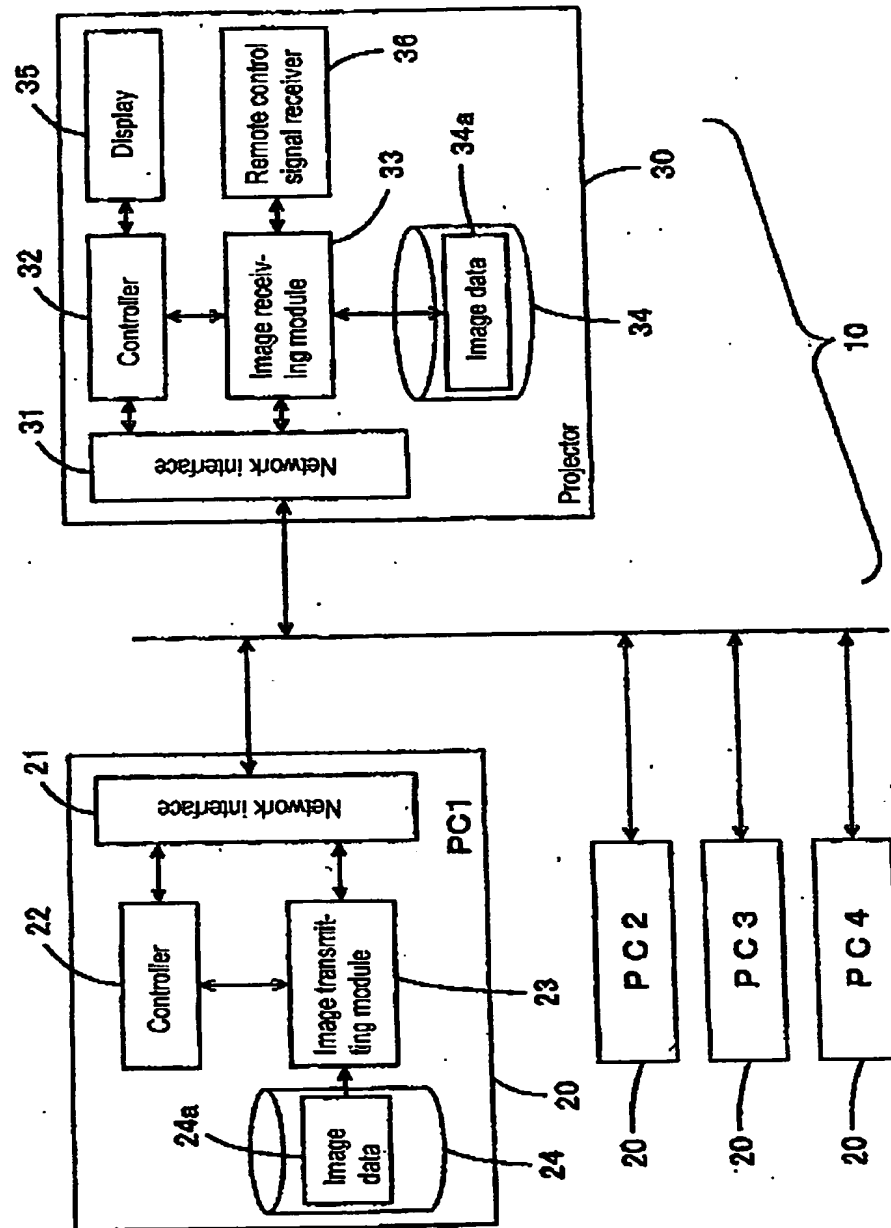 10
20
PC1
21
Network interface
22
Controller
23
Image transmit-
ting module
24
24a
Image
data
20
PC2
20
PC3
20
PC4
30
Projector
31
Network interface
32
Controller
35
Display
33
Image receiv-
ing module
36
Remote control
signal receiver
34
34a
Image data